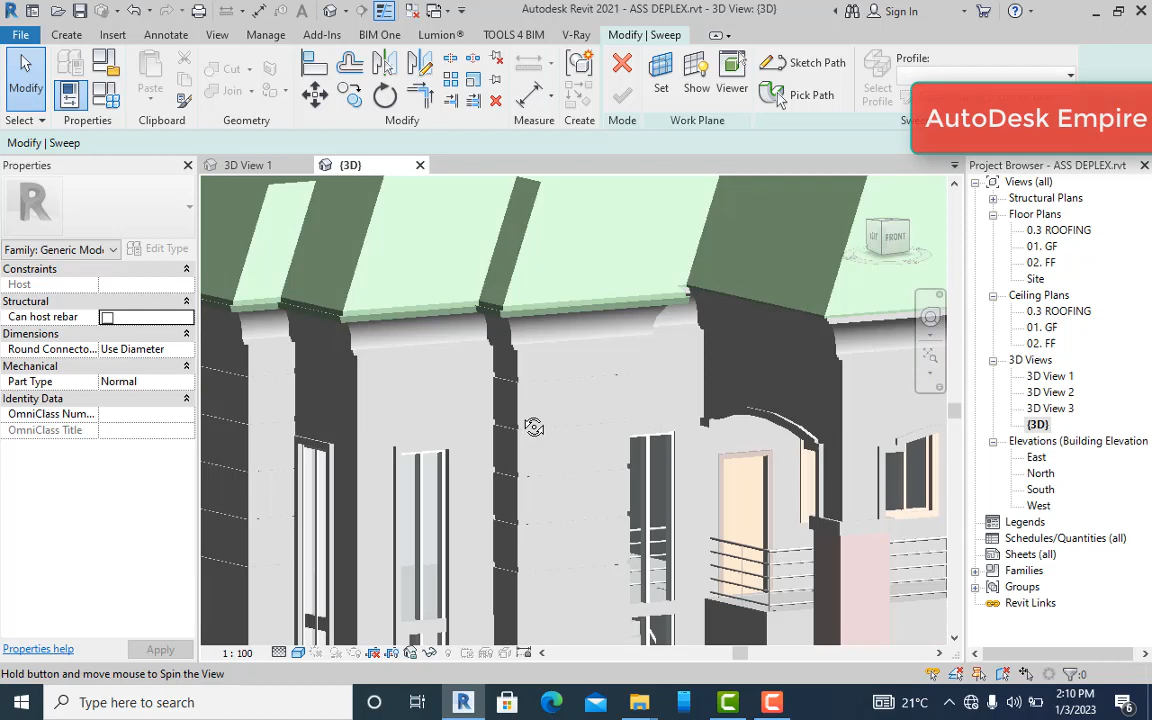 Autodesk Revit 2021 - ASS DEPLEX.rvt - 3D View: {3D}
Sign In
File Create Insert Annotate View Manage Add-Ins BIM One Lumion® TOOLS 4 BIM V-Ray Modify | Sweep
Modify
Paste
Cut
Join
Set Show Viewer
Sketch Path
Pick Path
Select Profile
Profile:
Select Properties Clipboard Geometry Modify Measure Create Mode Work Plane
AutoDesk Empire
Modify | Sweep
Properties
3D View 1
{3D}
Project Browser - ASS DEPLEX.rvt
R
Family: Generic Mode
Edit Type
Constraints
Host
Structural
Can host rebar
Dimensions
Round Connecto... Use Diameter
Mechanical
Part Type Normal
Identity Data
OmniClass Num...
OmniClass Title
Properties help
Apply
FRONT
Views (all)
Structural Plans
Floor Plans
0.3 ROOFING
01. GF
02. FF
Site
Ceiling Plans
0.3 ROOFING
01. GF
02. FF
3D Views
3D View 1
3D View 2
3D View 3
{3D}
Elevations (Building Elevation
East
North
South
West
Legends
Schedules/Quantities (all)
Sheets (all)
Families
Groups
Revit Links
1 : 100
Hold button and move mouse to Spin the View
:0
Type here to search
21°C
2:10 PM
1/3/2023
6